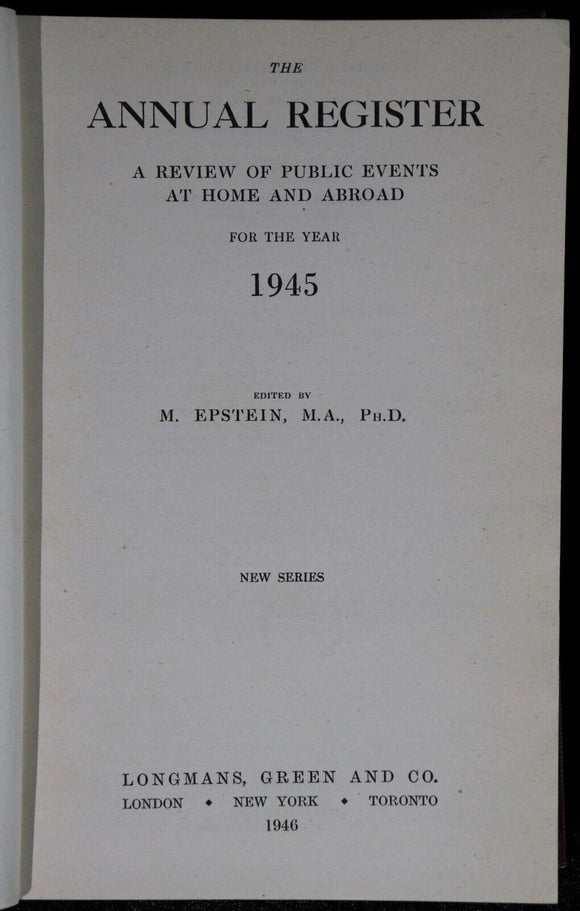 THE
ANNUAL REGISTER
A REVIEW OF PUBLIC EVENTS
AT HOME AND ABROAD
FOR THE YEAR
1945
EDITED BY
M. EPSTEIN, M.A., PH.D.
NEW SERIES
LONGMANS, GREEN AND CO.
LONDON ◆ NEW YORK ◆ TORONTO
1946